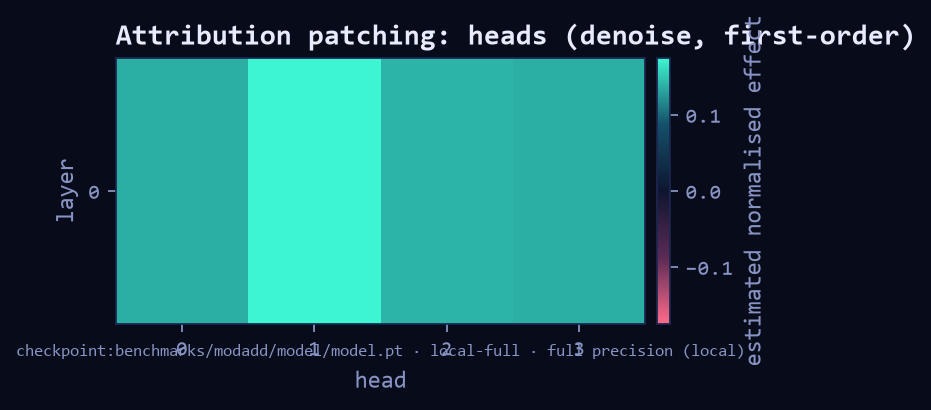 Attribution patching: heads (denoise, first-order)
layer
0
0.1
0.0
−0.1
estimated normalised effect
0 1 2 3
checkpoint:benchmarks/modadd/model/model.pt · local-full · full precision (local)
head